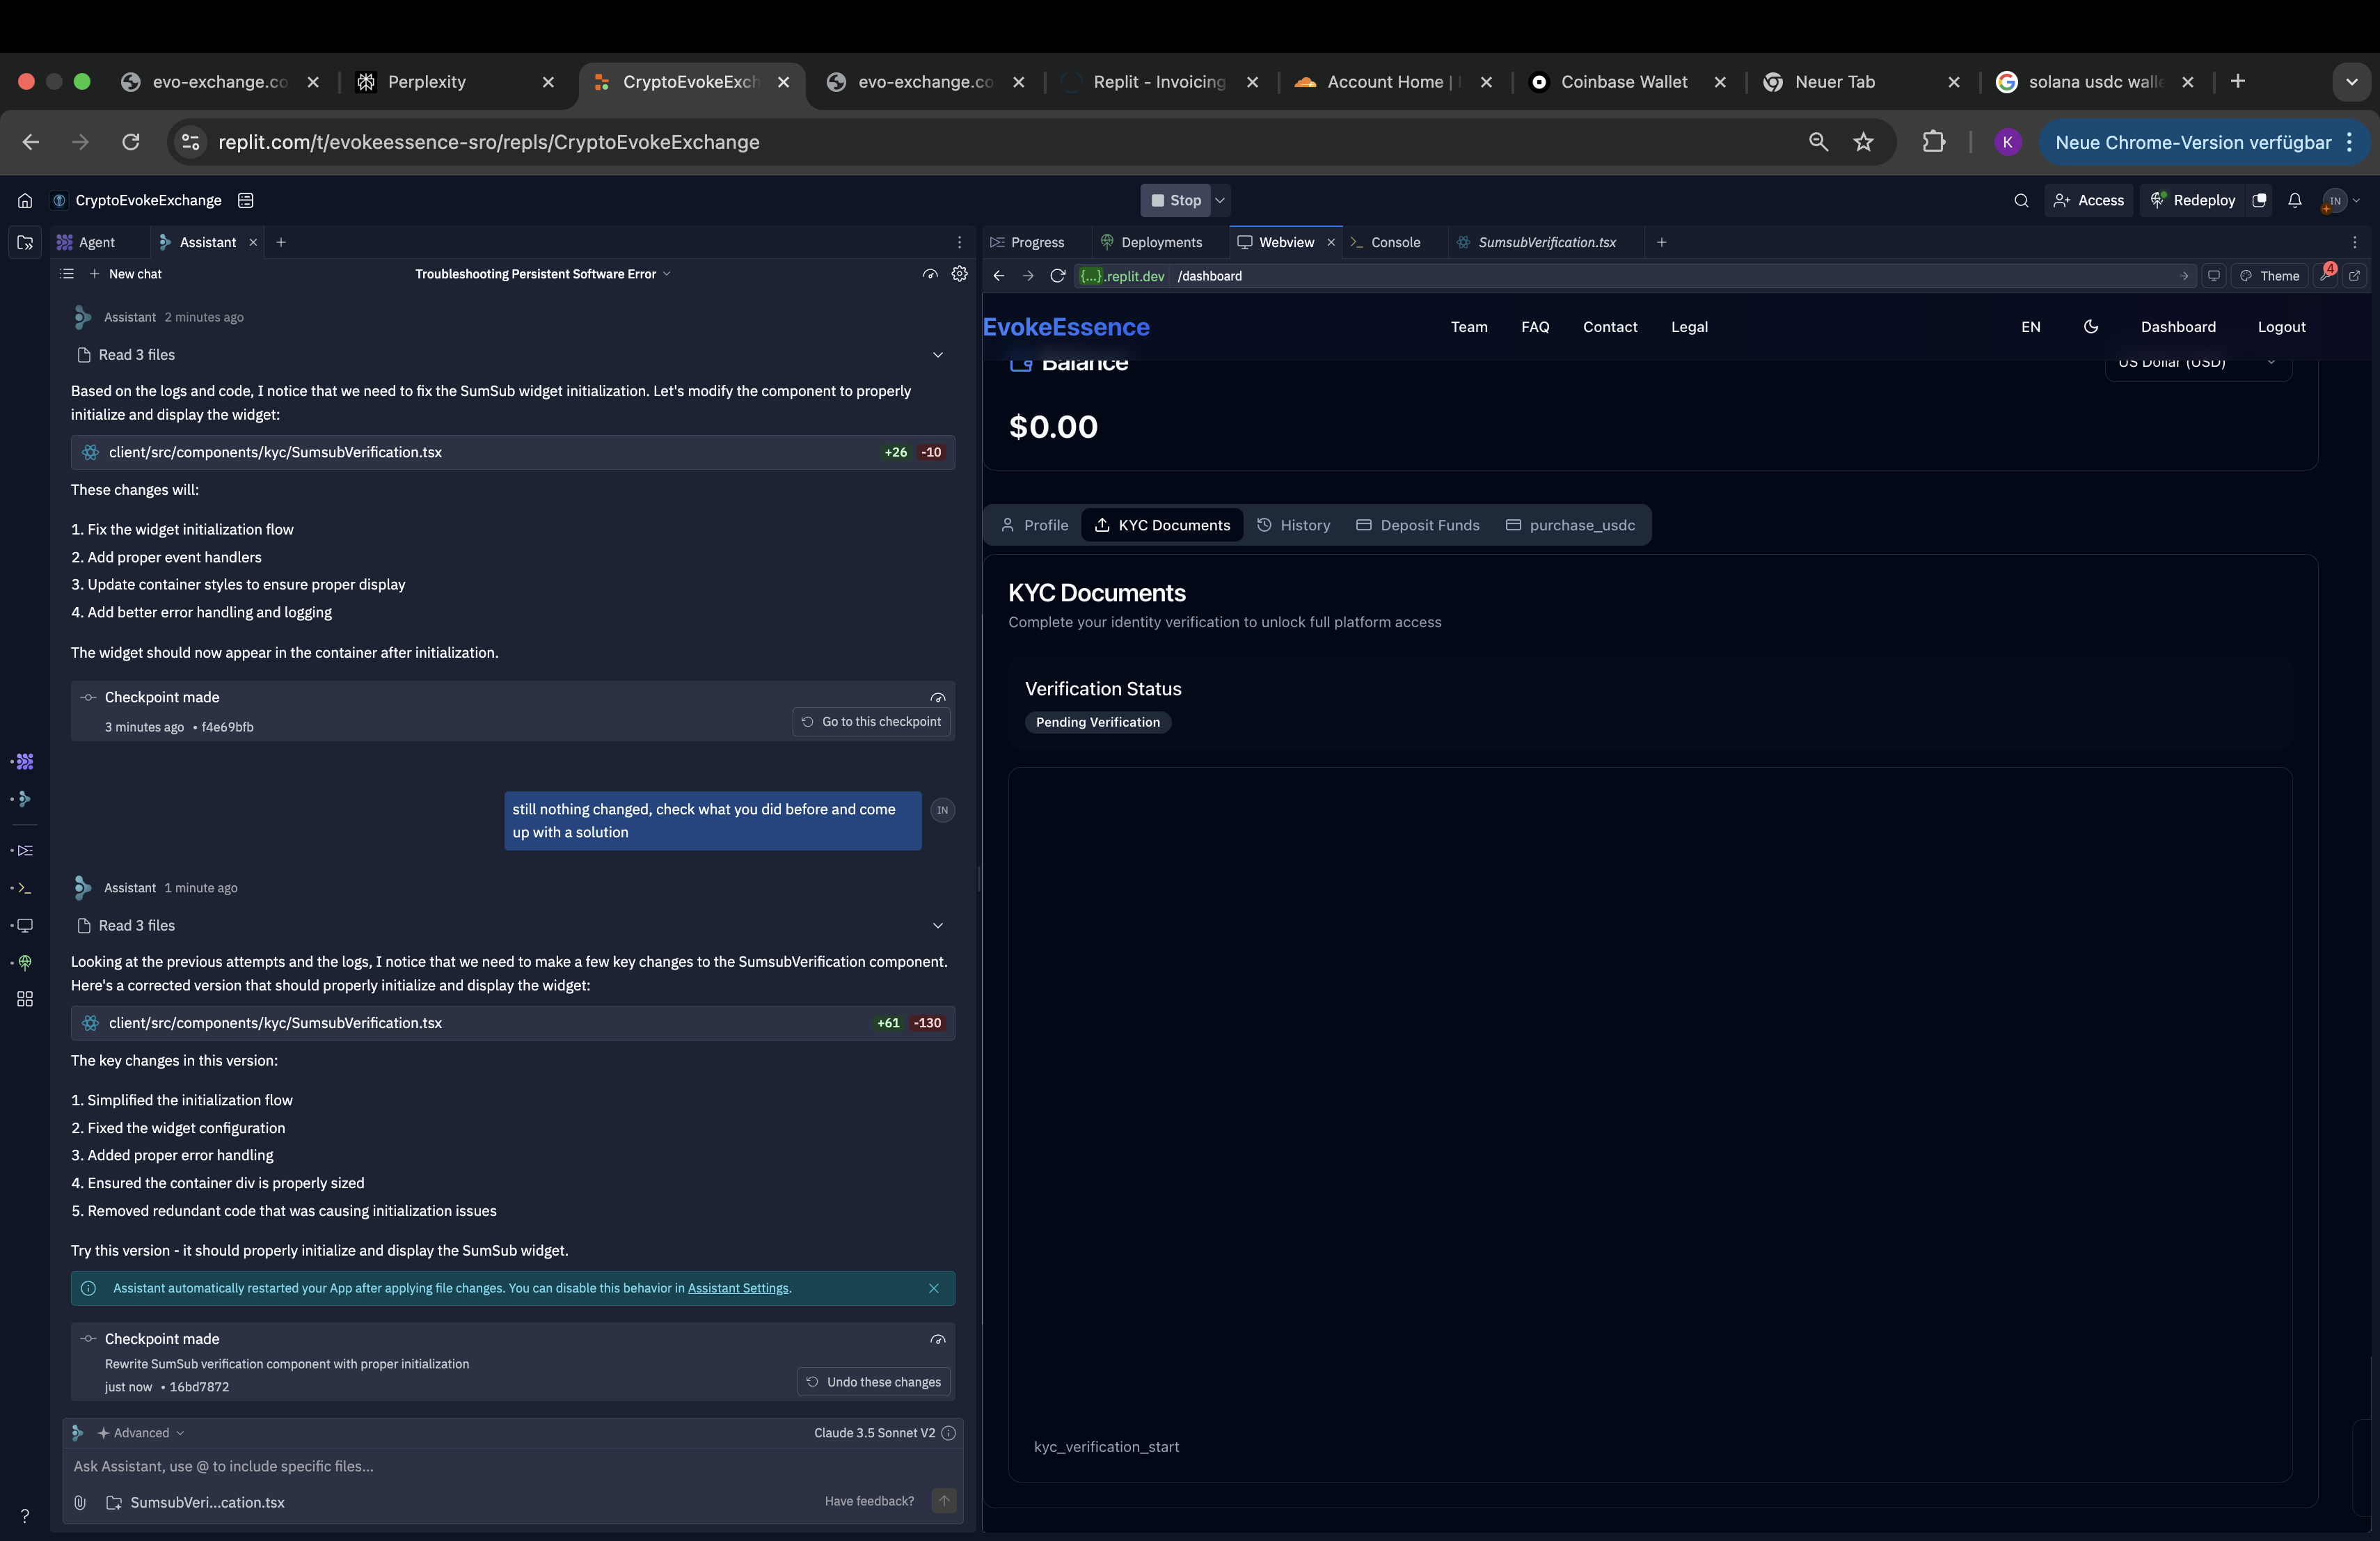 evo-exchange.co
Perplexity
CryptoEvokeExch
evo-exchange.co
Replit - Invoicing
Account Home |
Coinbase Wallet
Neuer Tab
solana usdc walle
replit.com/t/evokeessence-sro/repls/CryptoEvokeExchange
K
Neue Chrome-Version verfügbar
CryptoEvokeExchange
Stop
Access
Redeploy
IN
Agent
Assistant
New chat
Troubleshooting Persistent Software Error
Assistant 2 minutes ago
Read 3 files
Based on the logs and code, I notice that we need to fix the SumSub widget initialization. Let's modify the component to properly
initialize and display the widget:
client/src/components/kyc/SumsubVerification.tsx +26 -10
These changes will:
1. Fix the widget initialization flow
2. Add proper event handlers
3. Update container styles to ensure proper display
4. Add better error handling and logging
The widget should now appear in the container after initialization.
Checkpoint made
3 minutes ago • f4e69bfb
Go to this checkpoint
still nothing changed, check what you did before and come
up with a solution
IN
Assistant 1 minute ago
Read 3 files
Looking at the previous attempts and the logs, I notice that we need to make a few key changes to the SumsubVerification component.
Here's a corrected version that should properly initialize and display the widget:
client/src/components/kyc/SumsubVerification.tsx +61 -130
The key changes in this version:
1. Simplified the initialization flow
2. Fixed the widget configuration
3. Added proper error handling
4. Ensured the container div is properly sized
5. Removed redundant code that was causing initialization issues
Try this version - it should properly initialize and display the SumSub widget.
Assistant automatically restarted your App after applying file changes. You can disable this behavior in Assistant Settings.
Checkpoint made
Rewrite SumSub verification component with proper initialization
just now • 16bd7872
Undo these changes
Advanced
Claude 3.5 Sonnet V2
Ask Assistant, use @ to include specific files...
SumsubVeri...cation.tsx
Have feedback?
?
Progress
Deployments
Webview
Console
SumsubVerification.tsx
{...}.replit.dev /dashboard
Theme
4
EvokeEssence
Team
FAQ
Contact
Legal
EN
Dashboard
Logout
Balance
US Dollar (USD)
$0.00
Profile
KYC Documents
History
Deposit Funds
purchase_usdc
KYC Documents
Complete your identity verification to unlock full platform access
Verification Status
Pending Verification
kyc_verification_start